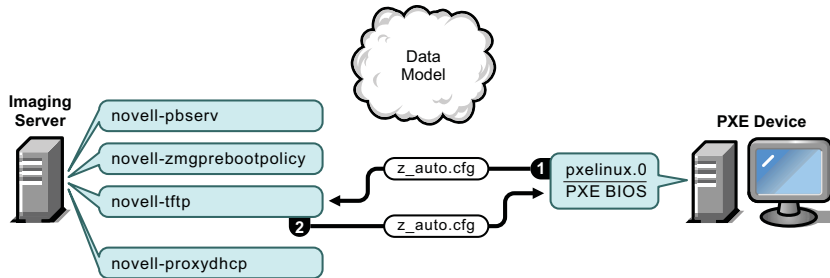 Data
Model
Imaging
Server
novell-pbserv
PXE Device
novell-zmgprebootpolicy
z_auto.cfg
1
pxelinux.0
PXE BIOS
novell-tftp
2
z_auto.cfg
novell-proxydhcp